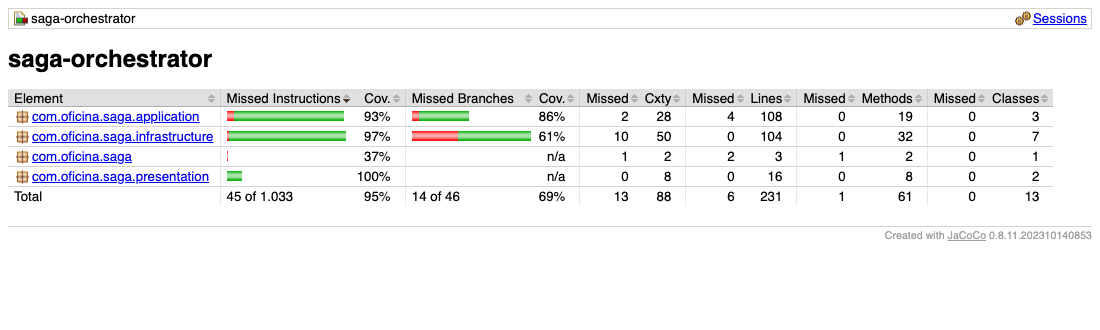 saga-orchestrator Sessions
saga-orchestrator
Element Missed Instructions Cov. Missed Branches Cov. Missed Cxty Missed Lines Missed Methods Missed Classes
com.oficina.saga.application 93% 86% 2 28 4 108 0 19 0 3
com.oficina.saga.infrastructure 97% 61% 10 50 0 104 0 32 0 7
com.oficina.saga 37% n/a 1 2 2 3 1 2 0 1
com.oficina.saga.presentation 100% n/a 0 8 0 16 0 8 0 2
Total 45 of 1.033 95% 14 of 46 69% 13 88 6 231 1 61 0 13
Created with JaCoCo 0.8.11.202310140853